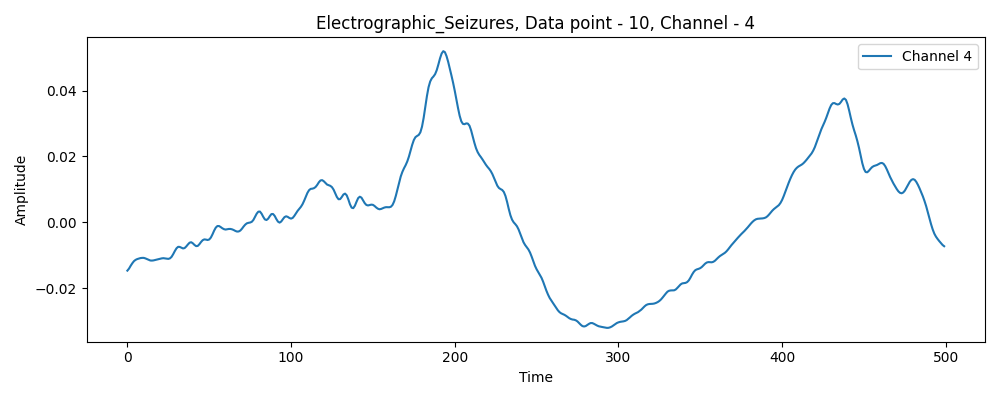 Electrographic_Seizures, Data point - 10, Channel - 4
Channel 4
Amplitude
0.04
0.02
0.00
−0.02
0 100 200 300 400 500
Time